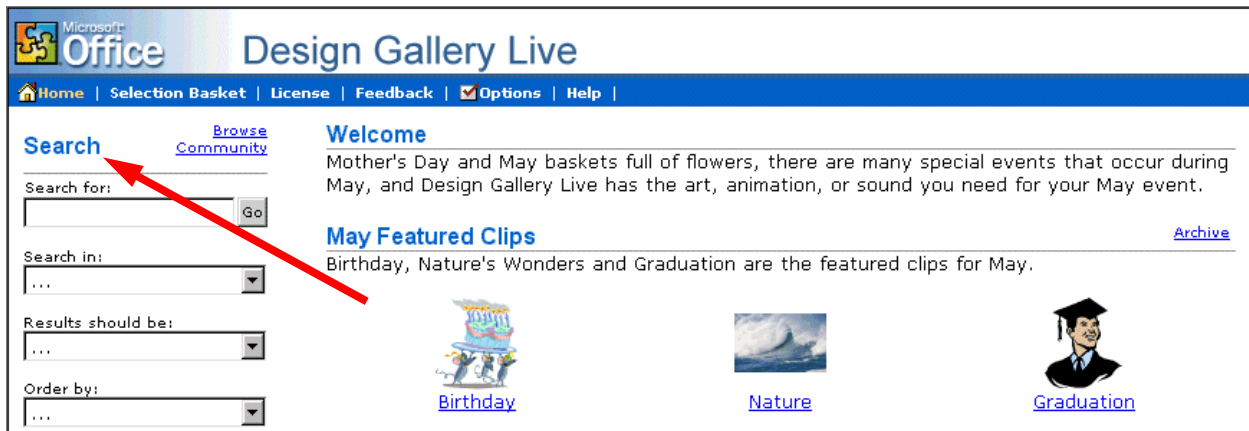 Microsoft
Office
Design Gallery Live
Home | Selection Basket | License | Feedback | Options | Help |
Search
Browse
Community
Search for:
Go
Search in:
...
Results should be:
...
Order by:
...
Welcome
Mother's Day and May baskets full of flowers, there are many special events that occur during
May, and Design Gallery Live has the art, animation, or sound you need for your May event.
May Featured Clips
Archive
Birthday, Nature's Wonders and Graduation are the featured clips for May.
Birthday
Nature
Graduation